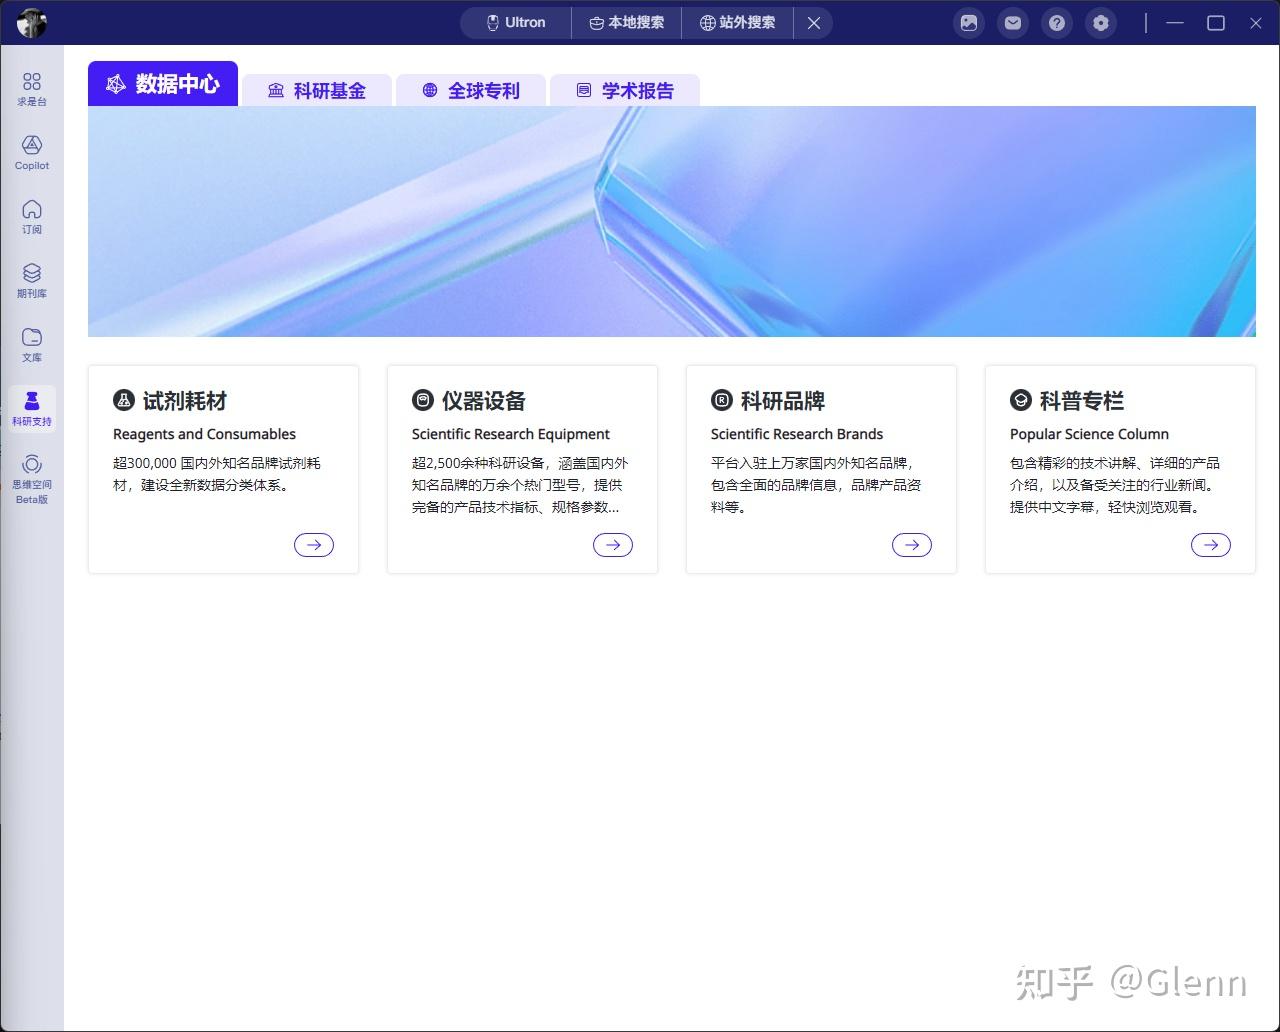 Ultron
本地搜索
站外搜索
求是台
Copilot
订阅
期刊库
文库
科研支持
思维空间
Beta版
数据中心
科研基金
全球专利
学术报告
试剂耗材
Reagents and Consumables
超300,000 国内外知名品牌试剂耗
材，建设全新数据分类体系。
仪器设备
Scientific Research Equipment
超2,500余种科研设备，涵盖国内外
知名品牌的万余个热门型号，提供
完备的产品技术指标、规格参数...
科研品牌
Scientific Research Brands
平台入驻上万家国内外知名品牌，
包含全面的品牌信息，品牌产品资
料等。
科普专栏
Popular Science Column
包含精彩的技术讲解、详细的产品
介绍，以及备受关注的行业新闻。
提供中文字幕，轻快浏览观看。
知乎 @Glenn